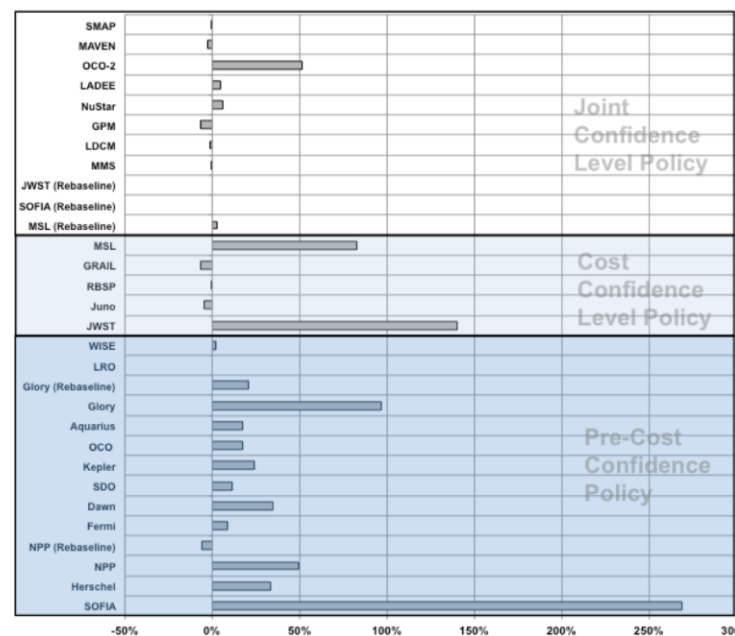 SMAP
MAVEN
OCO-2
LADEE
NuStar
GPM
LDCM
MMS
JWST (Rebaseline)
SOFIA (Rebaseline)
MSL (Rebaseline)
Joint
Confidence
Level Policy
MSL
GRAIL
RBSP
Juno
JWST
Cost
Confidence
Level Policy
WISE
LRO
Glory (Rebaseline)
Glory
Aquarius
OCO
Kepler
SDO
Dawn
Fermi
NPP (Rebaseline)
NPP
Herschel
SOFIA
Pre-Cost
Confidence
Policy
-50% 0% 50% 100% 150% 200% 250% 300